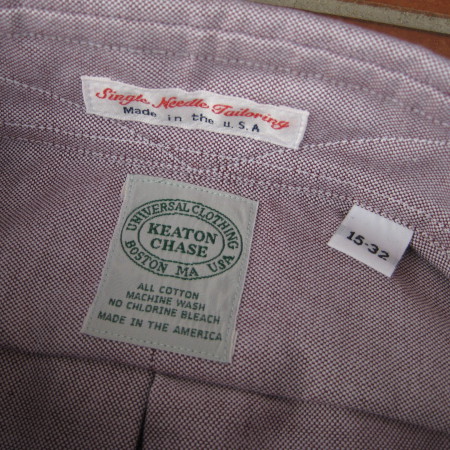 Single Needle Tailoring
Made in the U.S.A
UNIVERSAL CLOTHING
KEATON
CHASE
BOSTON MA USA
ALL COTTON
MACHINE WASH
NO CHLORINE BLEACH
MADE IN THE AMERICA
15-32